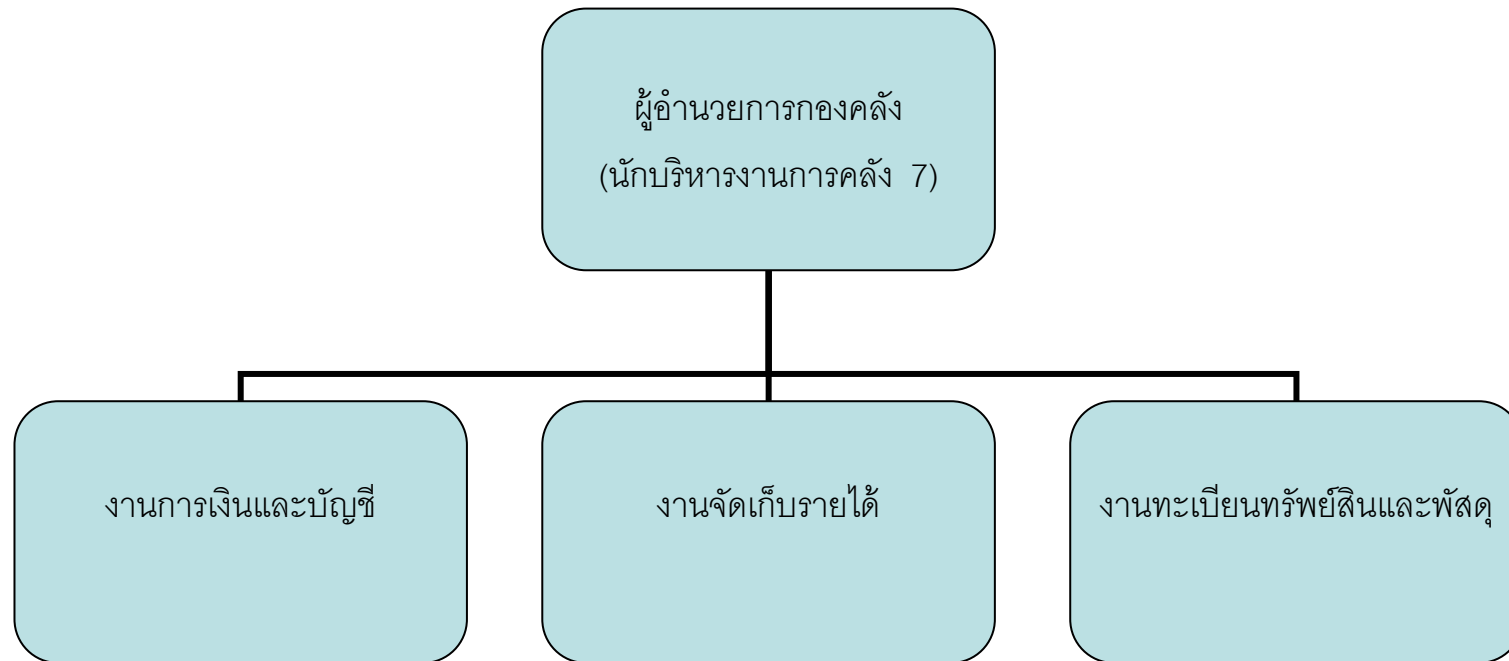 ผู้อำนวยการกองคลัง
(นักบริหารงานการคลัง 7)
งานการเงินและบัญชี
งานจัดเก็บรายได้
งานทะเบียนทรัพย์สินและพัสดุ